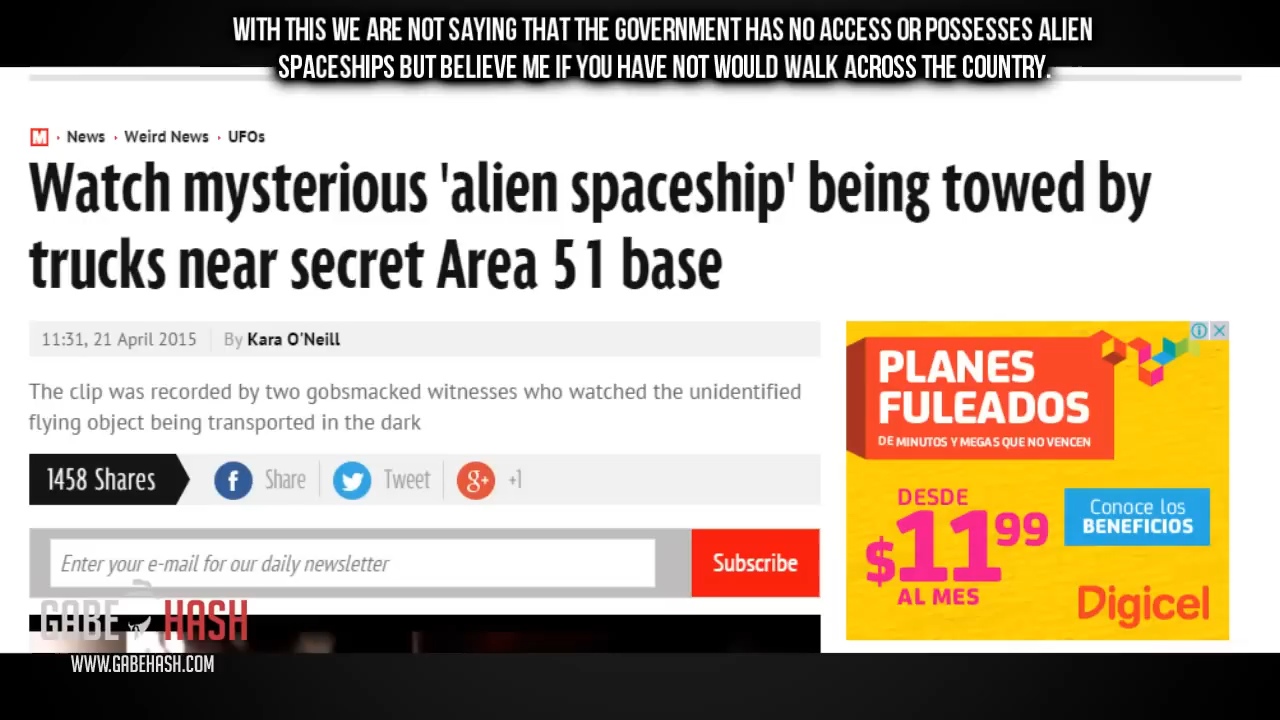 WITH THIS WE ARE NOT SAYING THAT THE GOVERNMENT HAS NO ACCESS OR POSSESSES ALIEN
SPACESHIPS BUT BELIEVE ME IF YOU HAVE NOT WOULD WALK ACROSS THE COUNTRY.
M · News › Weird News › UFOs
Watch mysterious 'alien spaceship' being towed by
trucks near secret Area 51 base
11:31, 21 April 2015 By Kara O'Neill
The clip was recorded by two gobsmacked witnesses who watched the unidentified
flying object being transported in the dark
1458 Shares f Share Tweet g+ +1
Enter your e-mail for our daily newsletter Subscribe
PLANES
FULEADOS
DE MINUTOS Y MEGAS QUE NO VENCEN
DESDE
$1199
AL MES
Conoce los
BENEFICIOS
Digicel
GABE HASH
WWW.GABEHASH.COM